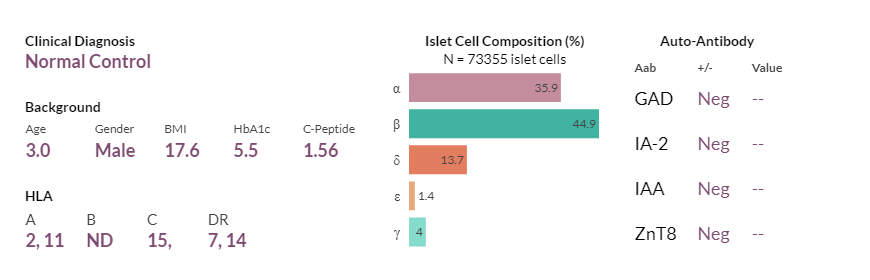 Clinical Diagnosis
Normal Control
Background
Age Gender BMI HbA1c C-Peptide
3.0 Male 17.6 5.5 1.56
HLA
A B C DR
2, 11 ND 15, 7, 14
Islet Cell Composition (%)
N = 73355 islet cells
α 35.9
β 44.9
δ 13.7
ε 1.4
γ 4
Auto-Antibody
Aab +/- Value
GAD Neg --
IA-2 Neg --
IAA Neg --
ZnT8 Neg --